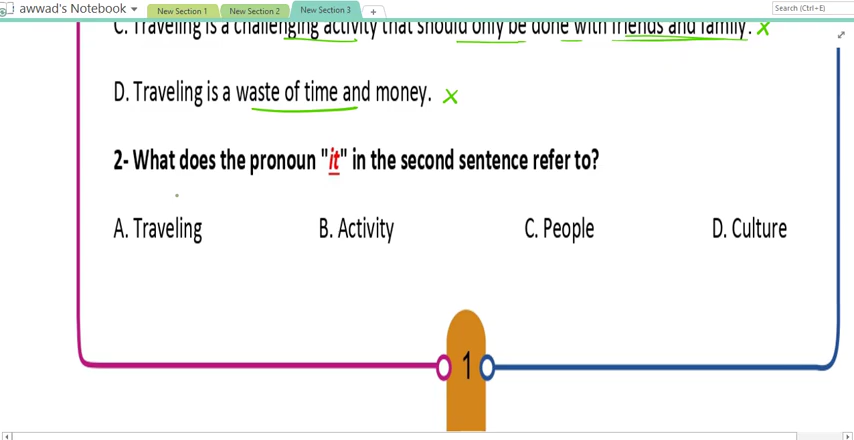 awwad's Notebook
New Section 1
New Section 2
New Section 3
+
Search (Ctrl+E)
C. Traveling is a challenging activity that should only be done with friends and family.
D. Traveling is a waste of time and money.
2- What does the pronoun "it" in the second sentence refer to?
A. Traveling B. Activity C. People D. Culture
1